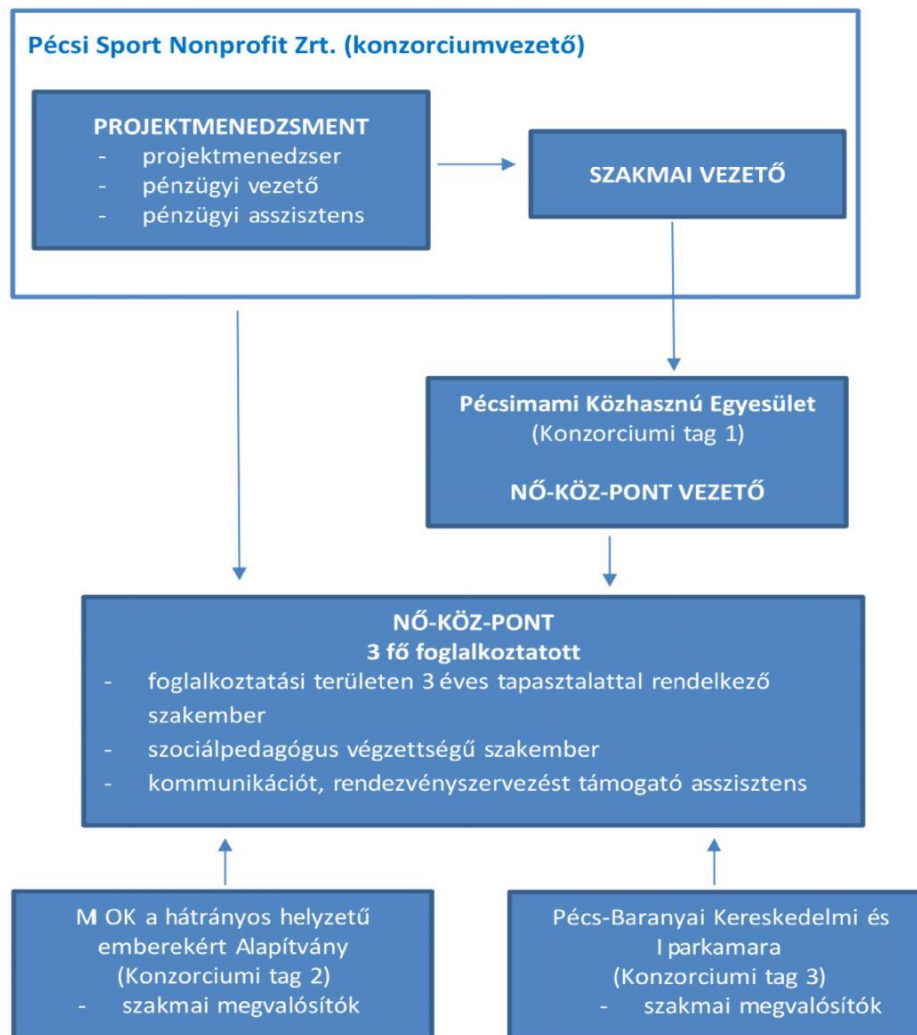 Pécsi Sport Nonprofit Zrt. (konzorciumvezető)
PROJEKTMENEDZSMENT
- projektmenedzser
- pénzügyi vezető
- pénzügyi asszisztens
SZAKMAI VEZETŐ
Pécsimami Közhasznú Egyesület
(Konzorciumi tag 1)
NŐ-KÖZ-PONT VEZETŐ
NŐ-KÖZ-PONT
3 fő foglalkoztatott
- foglalkoztatási területen 3 éves tapasztalattal rendelkező
szakember
- szociálpedagógus végzettségű szakember
- kommunikációt, rendezvényszervezést támogató asszisztens
MI OK a hátrányos helyzetű
emberekért Alapítvány
(Konzorciumi tag 2)
- szakmai megvalósítók
Pécs-Baranyai Kereskedelmi és
Iparkamara
(Konzorciumi tag 3)
- szakmai megvalósítók